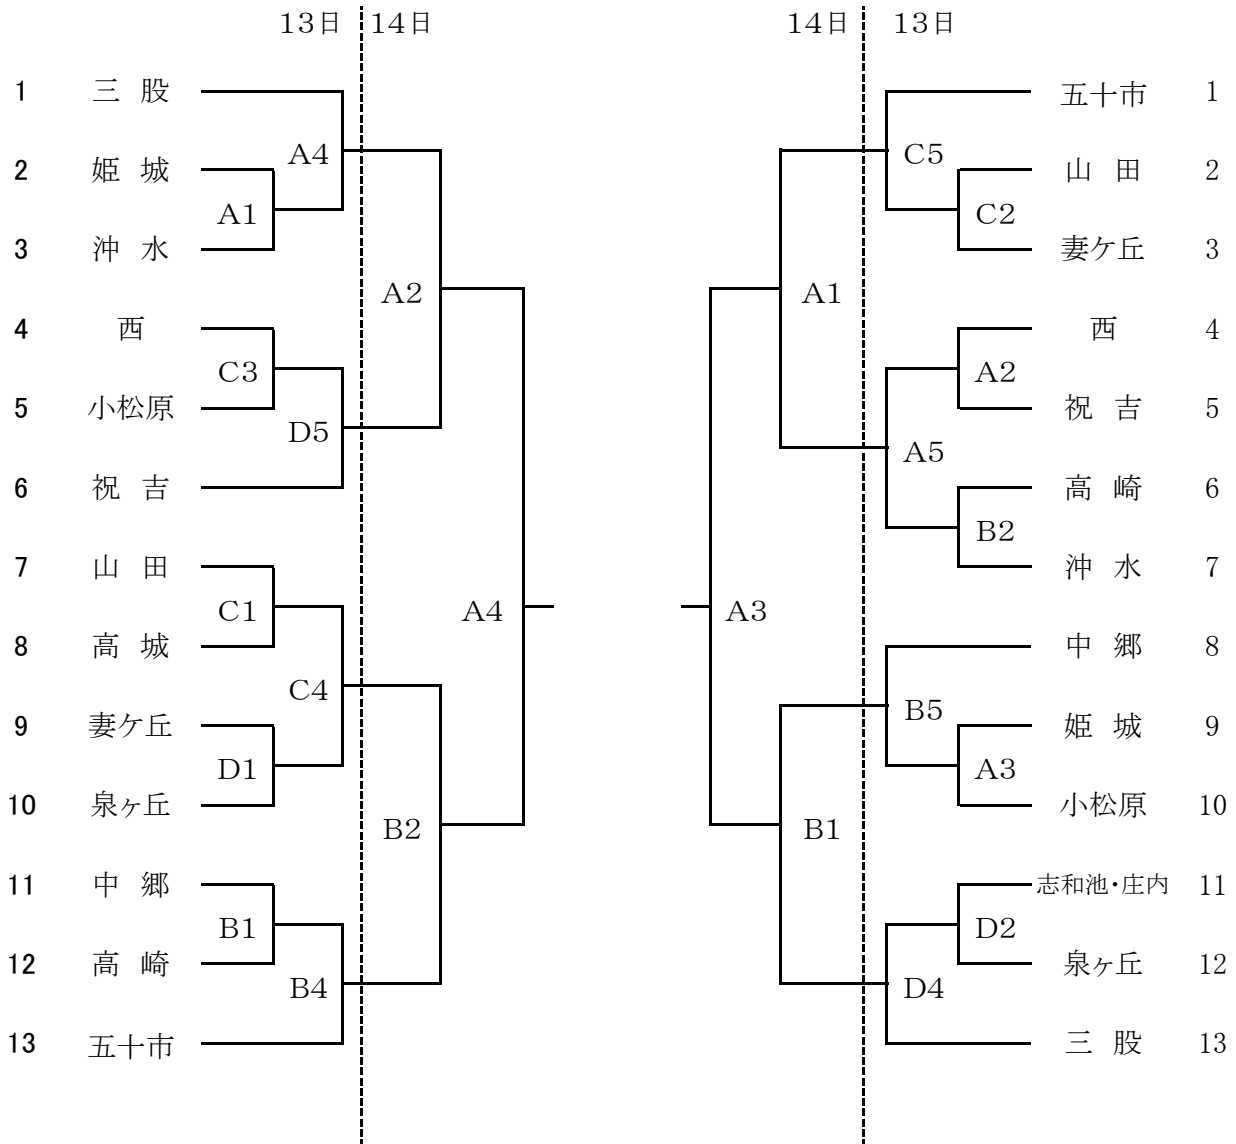 13日 14日 14日 13日
1 三 股 五十市 1
A4 C5
2 姫 城 山 田 2
A1 C2
3 沖 水 妻ケ丘 3
A2 A1
4 西 西 4
C3 A2
5 小松原 祝 吉 5
D5 A5
6 祝 吉 高 崎 6
B2
7 山 田 沖 水 7
C1 A4 A3
8 高 城 中 郷 8
C4 B5
9 妻ケ丘 姫 城 9
D1 A3
10 泉ヶ丘 小松原 10
B2 B1
11 中 郷 志和池・庄内 11
B1 D2
12 高 崎 泉ヶ丘 12
B4 D4
13 五十市 三 股 13